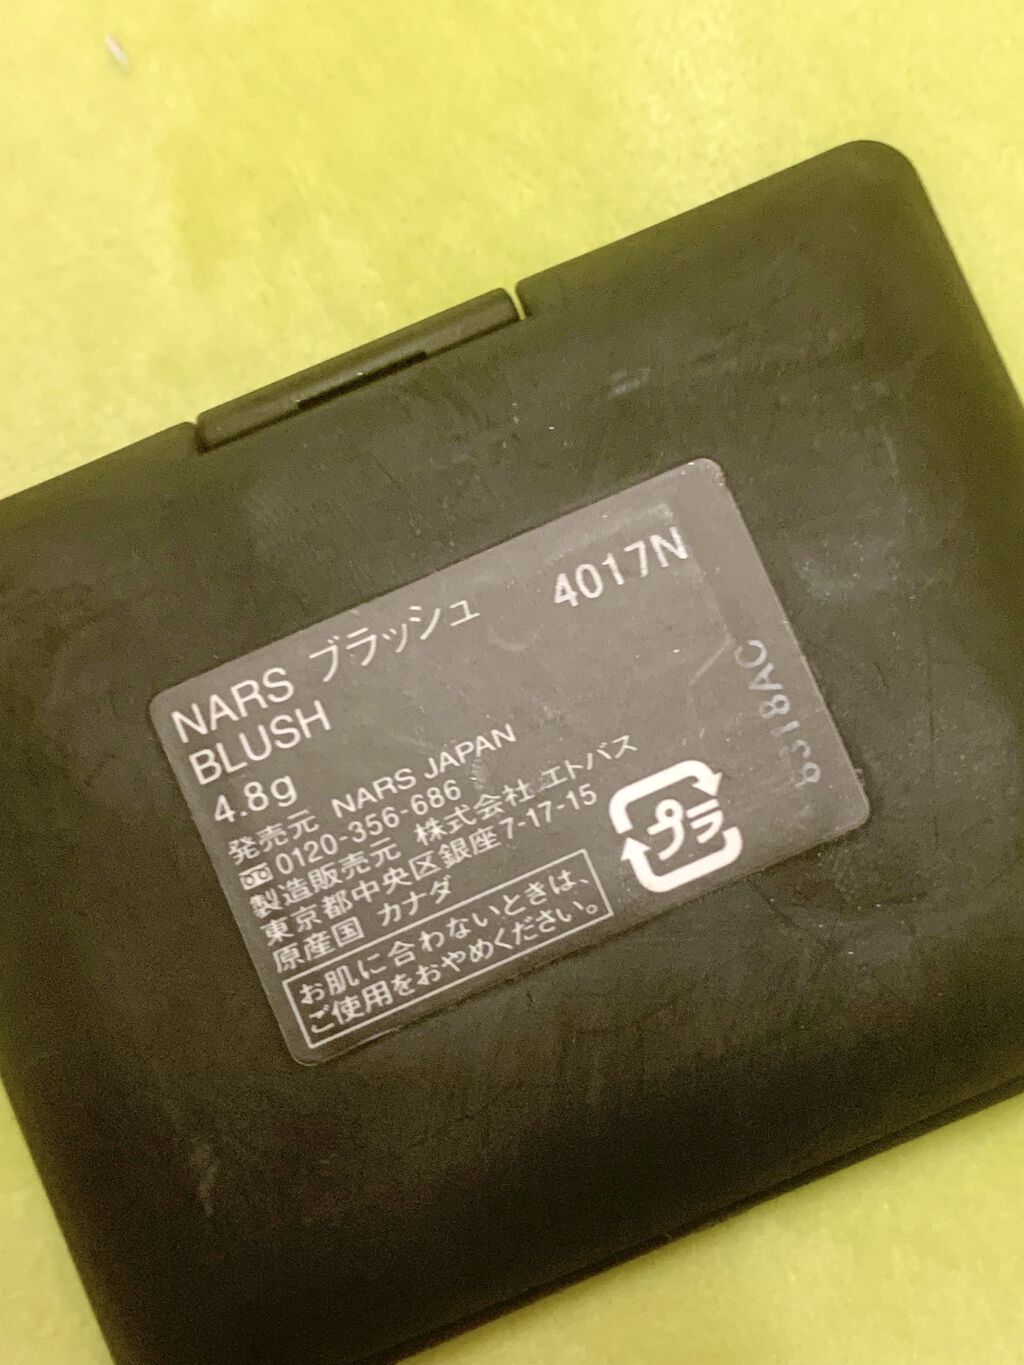 NARS ブラッシュ 4017N
BLUSH
4.8g
発売元 NARS JAPAN
0120-356-686
製造販売元 株式会社 エトバス
東京都中央区銀座7-17-15
原産国 カナダ
お肌に合わないときは、
ご使用をおやめください。
プラ
6318AC